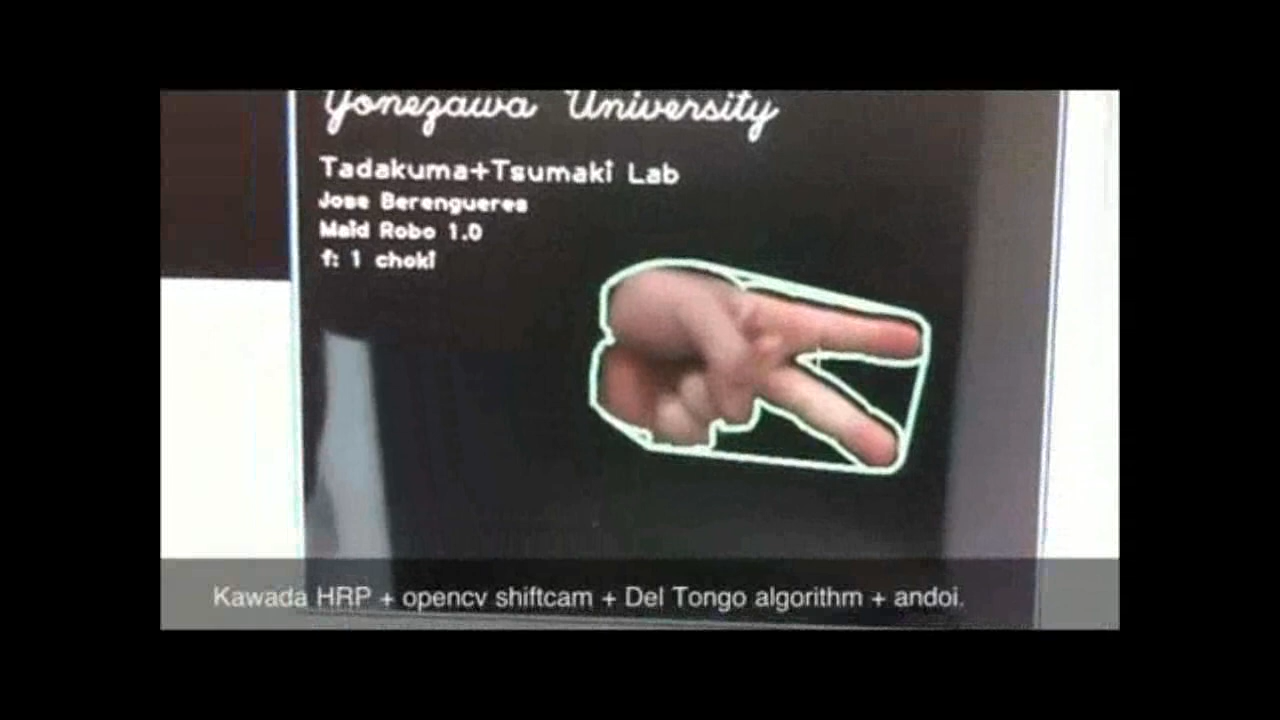 Yonezawa University
Tadakuma+Tsumaki Lab
Jose Berengueres
Maid Robo 1.0
f: 1 choki
Kawada HRP + opencv shiftcam + Del Tongo algorithm + andoi.